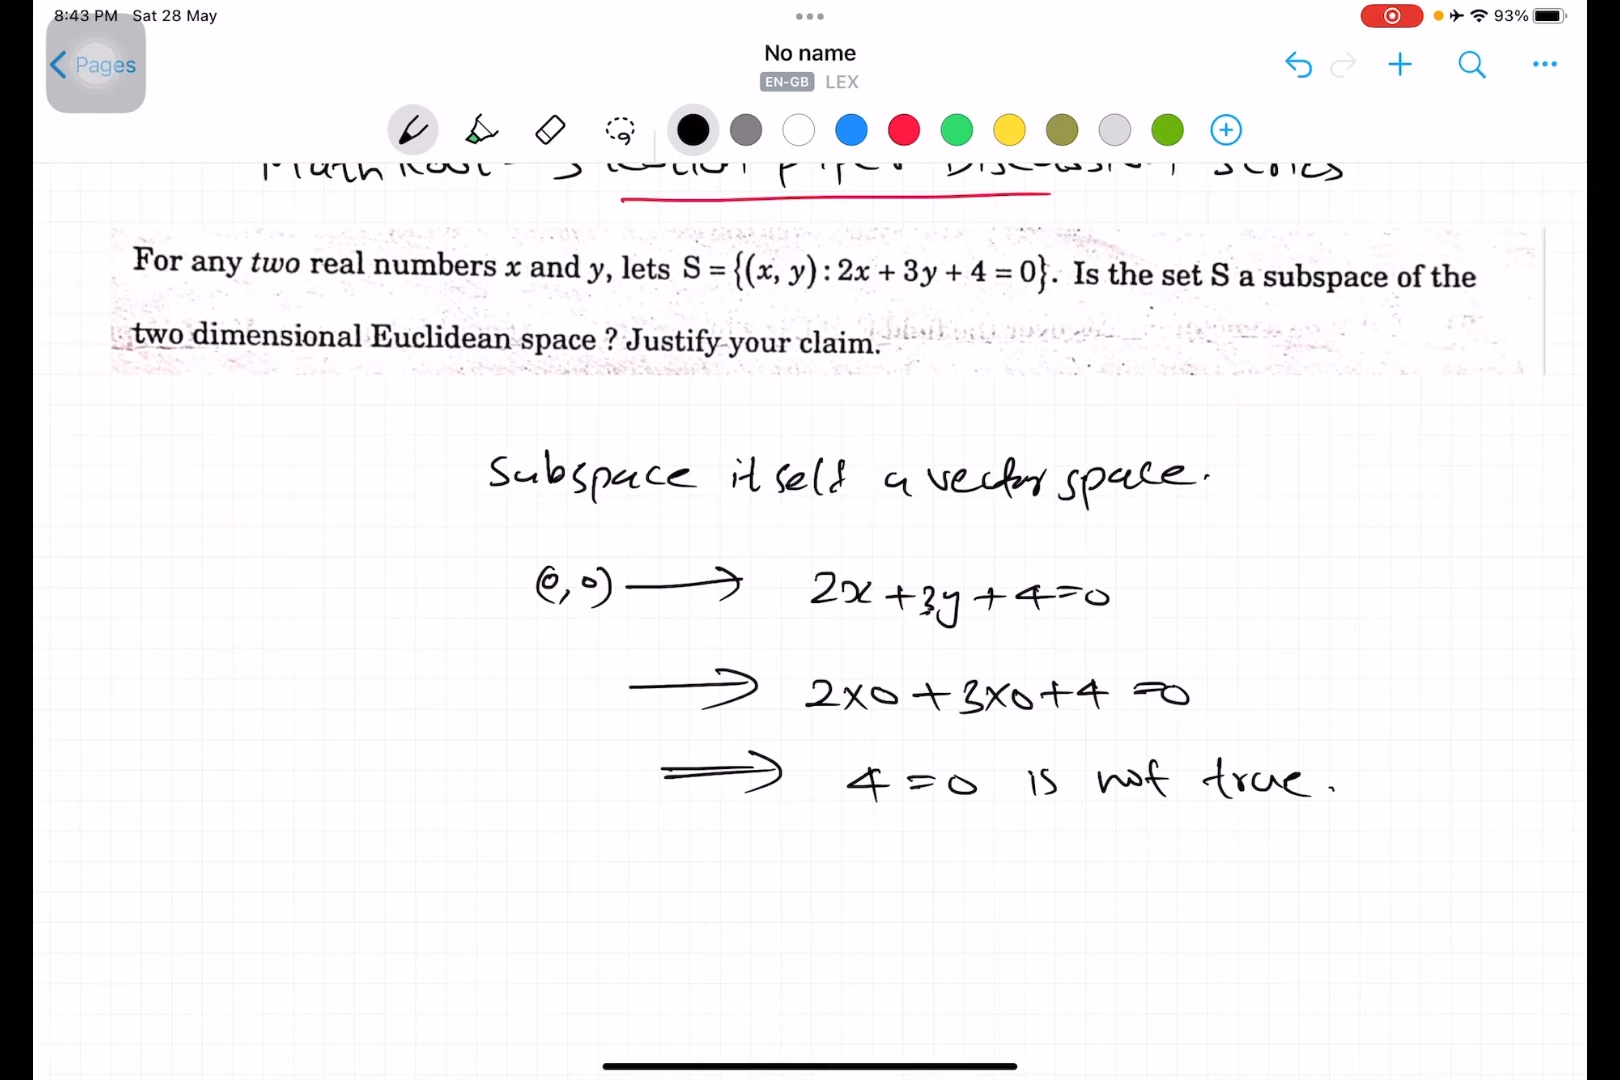 8:43 PM Sat 28 May
93%
Pages
No name
EN-GB LEX
For any two real numbers x and y, lets S = {(x, y) : 2x + 3y + 4 = 0}. Is the set S a subspace of the
two dimensional Euclidean space ? Justify your claim.
Subspace itself a vector space.
(0,0) ⟶ 2x + 3y + 4 = 0
⟶ 2×0 + 3×0 + 4 = 0
⟹ 4 = 0 is not true.